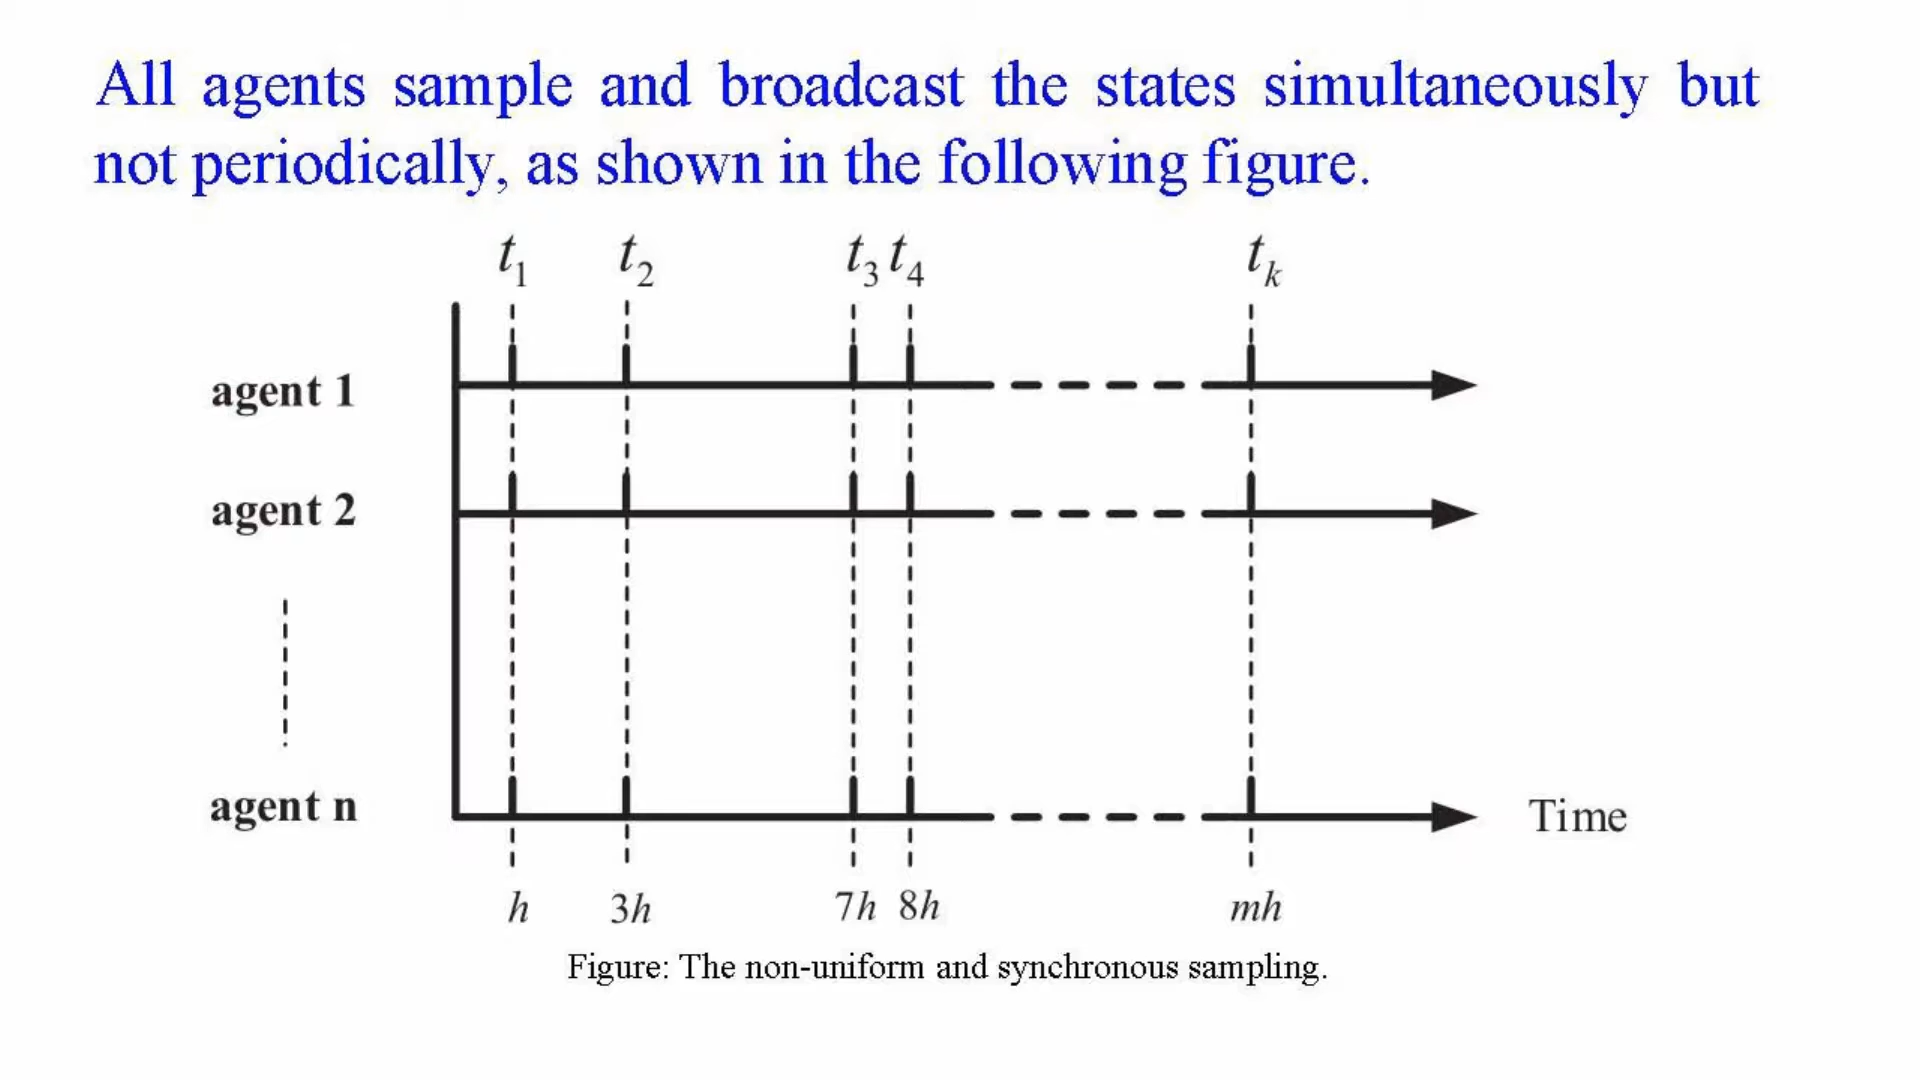 All agents sample and broadcast the states simultaneously but
not periodically, as shown in the following figure.
t₁ t₂ t₃ t₄ tₖ
agent 1
agent 2
agent n
Time
h 3h 7h 8h mh
Figure: The non-uniform and synchronous sampling.